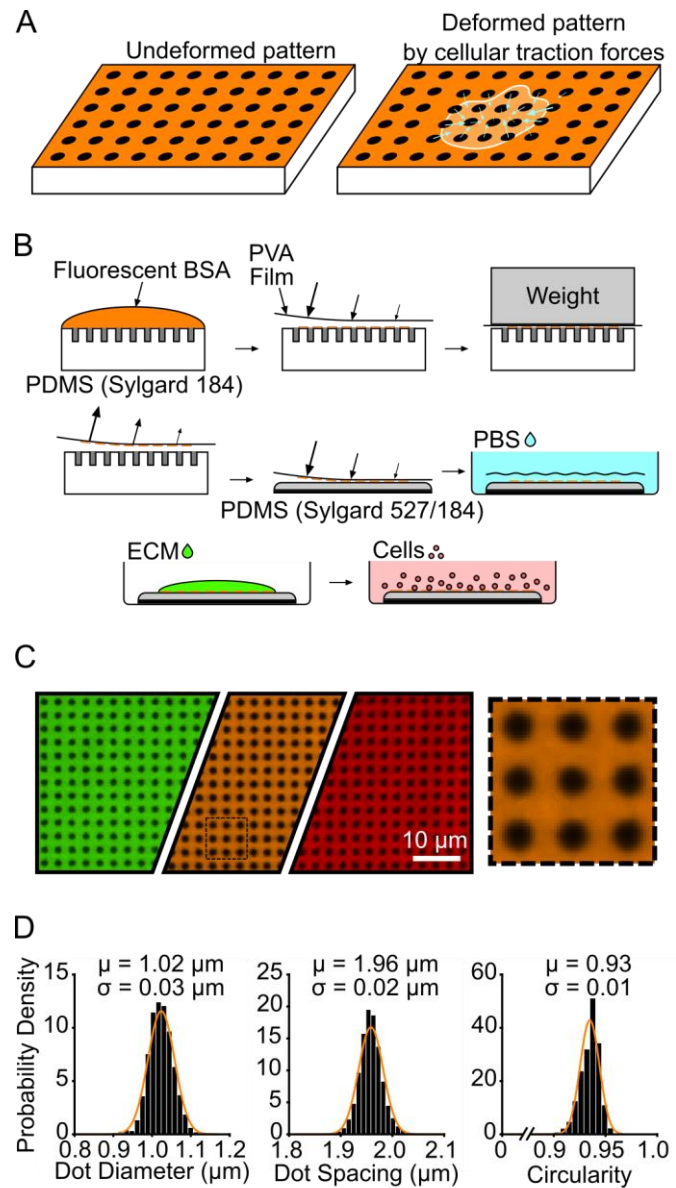 A
Undeformed pattern
Deformed pattern
by cellular traction forces
B
Fluorescent BSA
PVA
Film
Weight
PDMS (Sylgard 184)
PDMS (Sylgard 527/184)
PBS
ECM
Cells
C
10 µm
D
Probability Density
µ = 1.02 µm
σ = 0.03 µm
15
10
5
0
0.8 0.9 1.0 1.1 1.2
Dot Diameter (µm)
µ = 1.96 µm
σ = 0.02 µm
25
20
15
10
5
0
1.8 1.9 2.0 2.1
Dot Spacing (µm)
µ = 0.93
σ = 0.01
60
40
20
0
0 0.9 0.95 1.0
Circularity